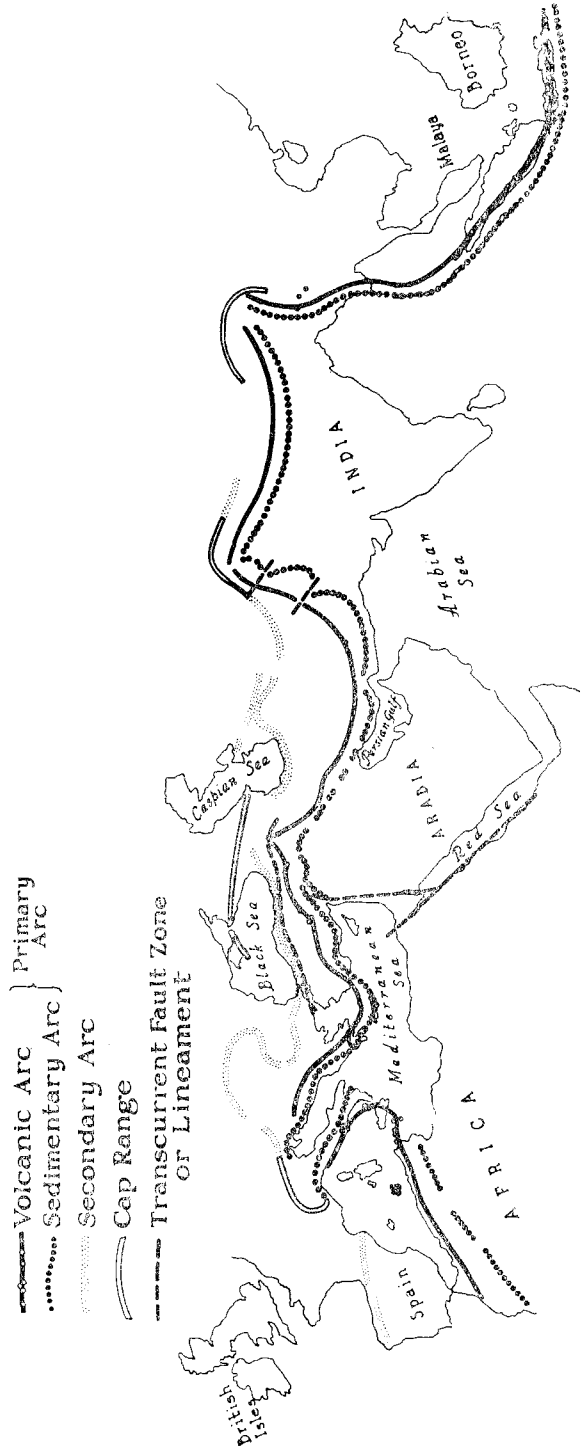 Volcanic Arc } Primary
Sedimentary Arc } Arc
Secondary Arc
Cap Range
Transcurrent Fault Zone
or Lineament
British
Isles
Spain
AFRICA
Mediterranean
Sea
Black Sea
Caspian Sea
ARADIA
Red Sea
Persian Gulf
Arabian
Sea
INDIA
Malaya
Borneo